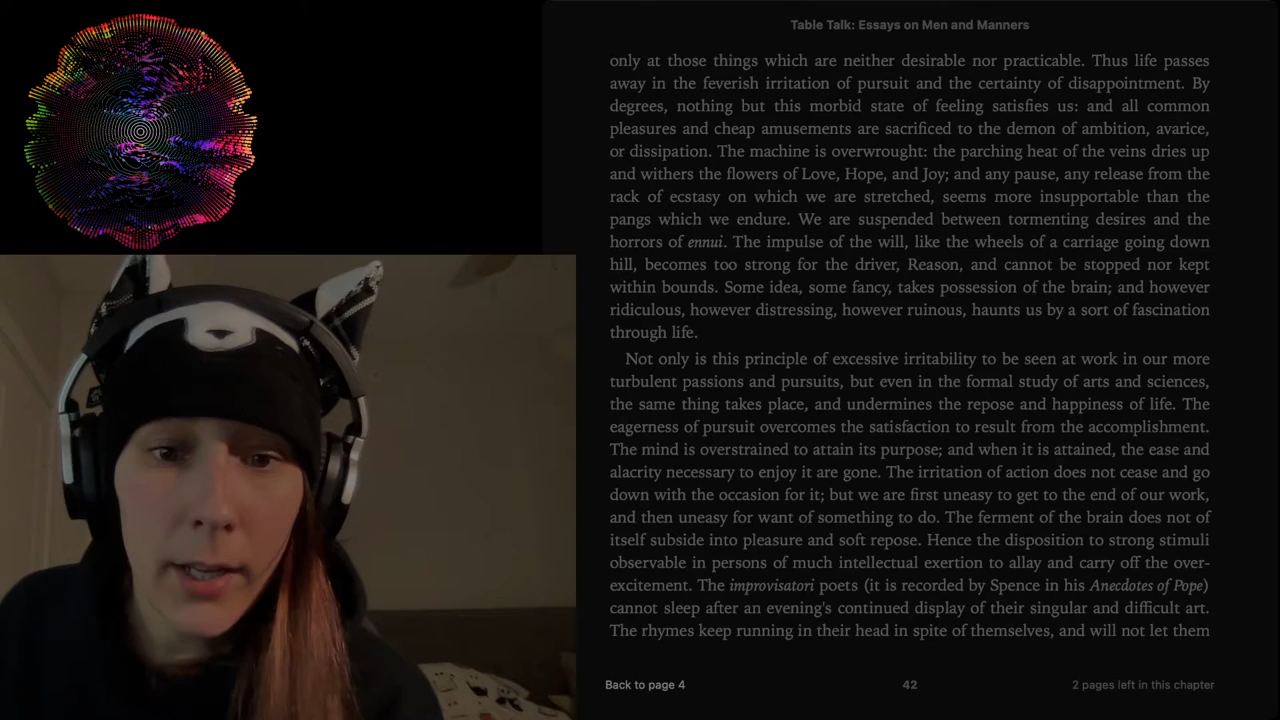 Table Talk: Essays on Men and Manners
only at those things which are neither desirable nor practicable. Thus life passes
away in the feverish irritation of pursuit and the certainty of disappointment. By
degrees, nothing but this morbid state of feeling satisfies us: and all common
pleasures and cheap amusements are sacrificed to the demon of ambition, avarice,
or dissipation. The machine is overwrought: the parching heat of the veins dries up
and withers the flowers of Love, Hope, and Joy; and any pause, any release from the
rack of ecstasy on which we are stretched, seems more insupportable than the
pangs which we endure. We are suspended between tormenting desires and the
horrors of ennui. The impulse of the will, like the wheels of a carriage going down
hill, becomes too strong for the driver, Reason, and cannot be stopped nor kept
within bounds. Some idea, some fancy, takes possession of the brain; and however
ridiculous, however distressing, however ruinous, haunts us by a sort of fascination
through life.
Not only is this principle of excessive irritability to be seen at work in our more
turbulent passions and pursuits, but even in the formal study of arts and sciences,
the same thing takes place, and undermines the repose and happiness of life. The
eagerness of pursuit overcomes the satisfaction to result from the accomplishment.
The mind is overstrained to attain its purpose; and when it is attained, the ease and
alacrity necessary to enjoy it are gone. The irritation of action does not cease and go
down with the occasion for it; but we are first uneasy to get to the end of our work,
and then uneasy for want of something to do. The ferment of the brain does not of
itself subside into pleasure and soft repose. Hence the disposition to strong stimuli
observable in persons of much intellectual exertion to allay and carry off the over-
excitement. The improvisatori poets (it is recorded by Spence in his Anecdotes of Pope)
cannot sleep after an evening's continued display of their singular and difficult art.
The rhymes keep running in their head in spite of themselves, and will not let them
Back to page 4
42
2 pages left in this chapter